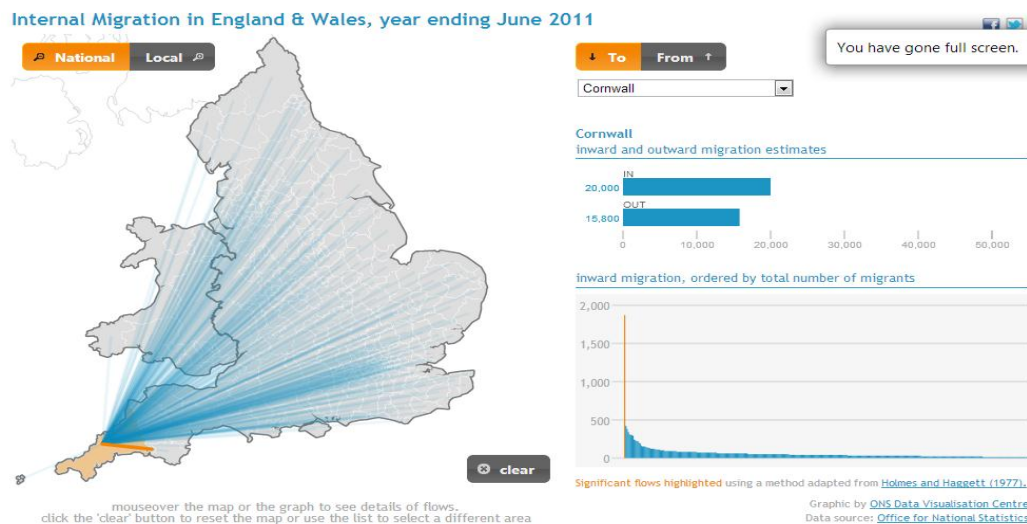 Internal Migration in England & Wales, year ending June 2011
National Local
To From
You have gone full screen.
Cornwall
Cornwall
inward and outward migration estimates
IN
20,000
OUT
15,800
0 10,000 20,000 30,000 40,000 50,000
inward migration, ordered by total number of migrants
2,000
1,500
1,000
500
0
clear
Significant flows highlighted using a method adapted from Holmes and Haggett (1977).
mouseover the map or the graph to see details of flows.
click the 'clear' button to reset the map or use the list to select a different area
Graphic by ONS Data Visualisation Centre
Data source: Office for National Statistics